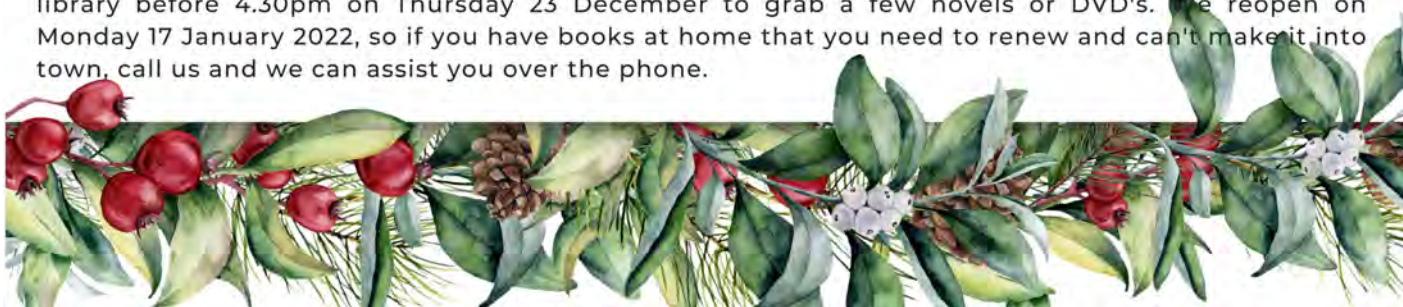 library before 4.30pm on Thursday 23 December to grab a few novels or DVD's. We reopen on
Monday 17 January 2022, so if you have books at home that you need to renew and can't make it into
town, call us and we can assist you over the phone.